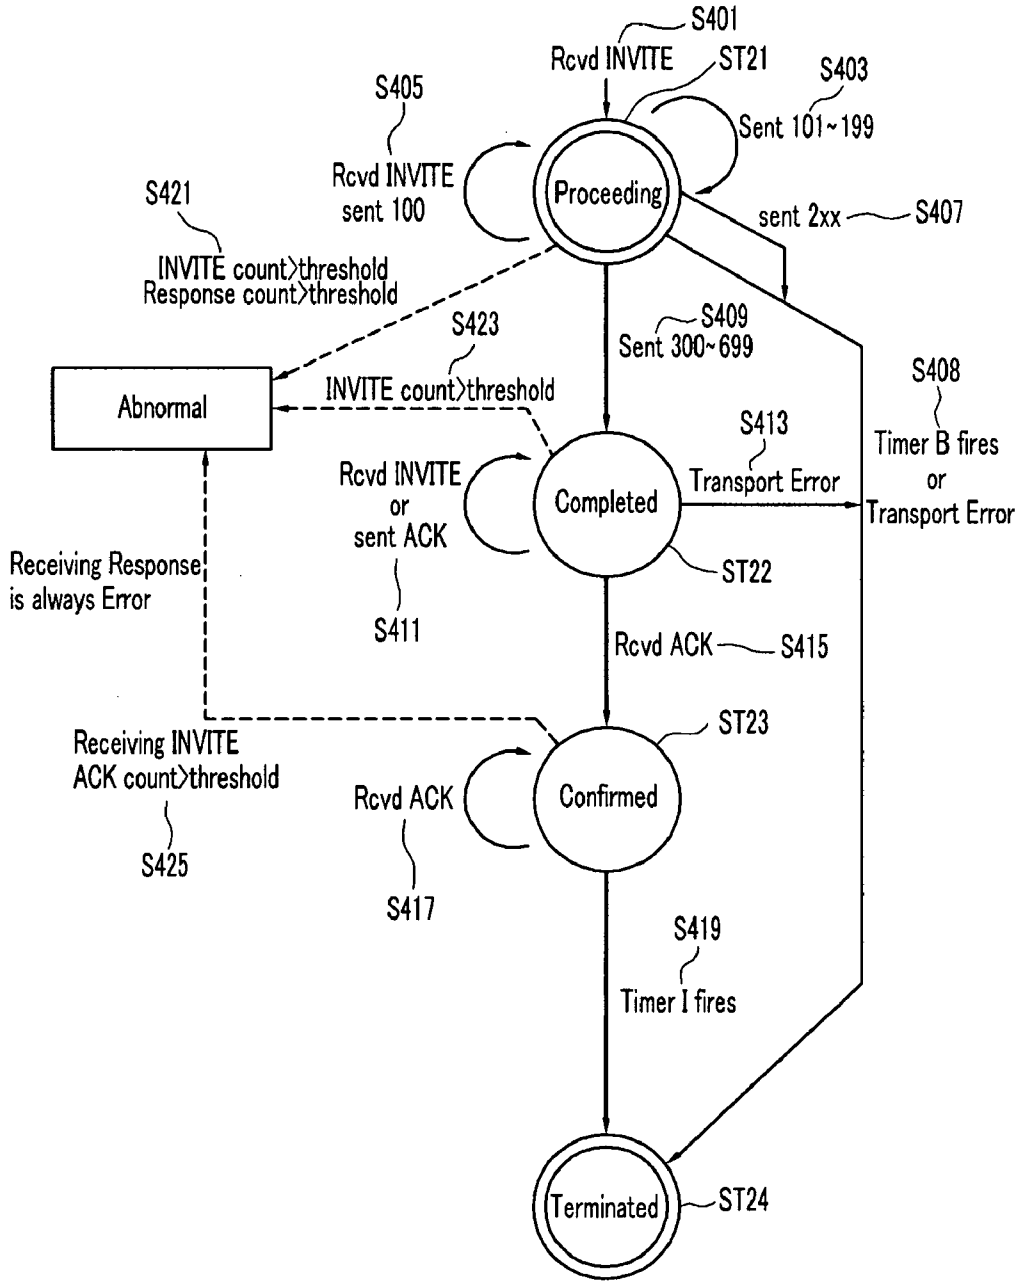 S401
Rcvd INVITE
ST21
S403
Sent 101~199
S405
Rcvd INVITE
sent 100
Proceeding
sent 2xx
S407
S421
INVITE count>threshold
Response count>threshold
S409
Sent 300~699
S423
INVITE count>threshold
Abnormal
S408
Timer B fires
or
Transport Error
S413
Transport Error
Rcvd INVITE
or
sent ACK
Completed
ST22
S411
Receiving Response
is always Error
Rcvd ACK
S415
ST23
Receiving INVITE
ACK count>threshold
S425
Rcvd ACK
Confirmed
S417
S419
Timer I fires
Terminated
ST24